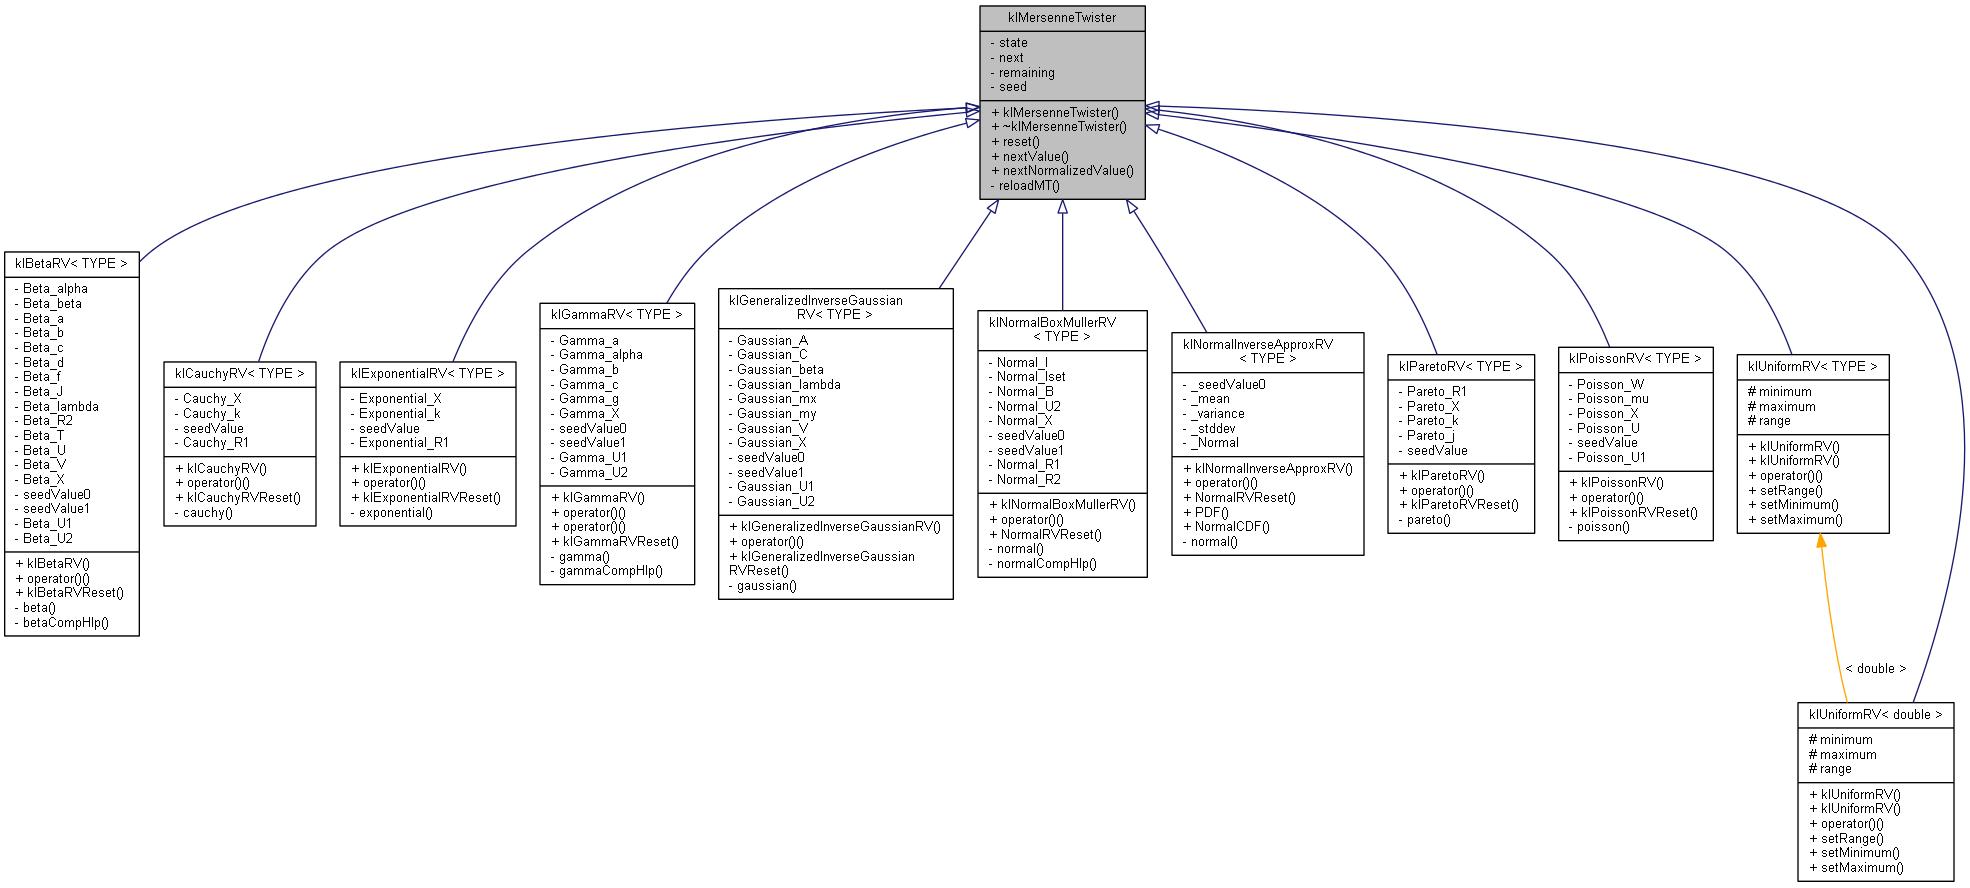 klMersenneTwister
- state
- next
- remaining
- seed
+ klMersenneTwister()
+ ~klMersenneTwister()
+ reset()
+ nextValue()
+ nextNormalizedValue()
- reloadMT()
klBetaRV< TYPE >
- Beta_alpha
- Beta_beta
- Beta_a
- Beta_b
- Beta_c
- Beta_d
- Beta_f
- Beta_J
- Beta_lambda
- Beta_R2
- Beta_T
- Beta_U
- Beta_V
- Beta_X
- seedValue0
- seedValue1
- Beta_U1
- Beta_U2
+ klBetaRV()
+ operator()()
+ klBetaRVReset()
- beta()
- betaCompHlp()
klCauchyRV< TYPE >
- Cauchy_X
- Cauchy_k
- seedValue
- Cauchy_R1
+ klCauchyRV()
+ operator()()
+ klCauchyRVReset()
- cauchy()
klExponentialRV< TYPE >
- Exponential_X
- Exponential_k
- seedValue
- Exponential_R1
+ klExponentialRV()
+ operator()()
+ klExponentialRVReset()
- exponential()
klGammaRV< TYPE >
- Gamma_a
- Gamma_alpha
- Gamma_b
- Gamma_c
- Gamma_g
- Gamma_X
- seedValue0
- seedValue1
- Gamma_U1
- Gamma_U2
+ klGammaRV()
+ operator()()
+ operator()()
+ klGammaRVReset()
- gamma()
- gammaCompHlp()
klGeneralizedInverseGaussian
RV< TYPE >
- Gaussian_A
- Gaussian_C
- Gaussian_beta
- Gaussian_lambda
- Gaussian_mx
- Gaussian_my
- Gaussian_V
- Gaussian_X
- seedValue0
- seedValue1
- Gaussian_U1
- Gaussian_U2
+ klGeneralizedInverseGaussianRV()
+ operator()()
+ klGeneralizedInverseGaussian
RVReset()
- gaussian()
klNormalBoxMullerRV
< TYPE >
- Normal_I
- Normal_Iset
- Normal_B
- Normal_U2
- Normal_X
- seedValue0
- seedValue1
- Normal_R1
- Normal_R2
+ klNormalBoxMullerRV()
+ operator()()
+ NormalRVReset()
- normal()
- normalCompHlp()
klNormalInverseApproxRV
< TYPE >
- _seedValue0
- _mean
- _variance
- _stddev
- _Normal
+ klNormalInverseApproxRV()
+ operator()()
+ NormalRVReset()
+ PDF()
+ NormalCDF()
- normal()
klParetoRV< TYPE >
- Pareto_R1
- Pareto_X
- Pareto_k
- Pareto_j
- seedValue
+ klParetoRV()
+ operator()()
+ klParetoRVReset()
- pareto()
klPoissonRV< TYPE >
- Poisson_W
- Poisson_mu
- Poisson_X
- Poisson_U
- seedValue
- Poisson_U1
+ klPoissonRV()
+ operator()()
+ klPoissonRVReset()
- poisson()
klUniformRV< TYPE >
# minimum
# maximum
# range
+ klUniformRV()
+ klUniformRV()
+ operator()()
+ setRange()
+ setMinimum()
+ setMaximum()
< double >
klUniformRV< double >
# minimum
# maximum
# range
+ klUniformRV()
+ klUniformRV()
+ operator()()
+ setRange()
+ setMinimum()
+ setMaximum()